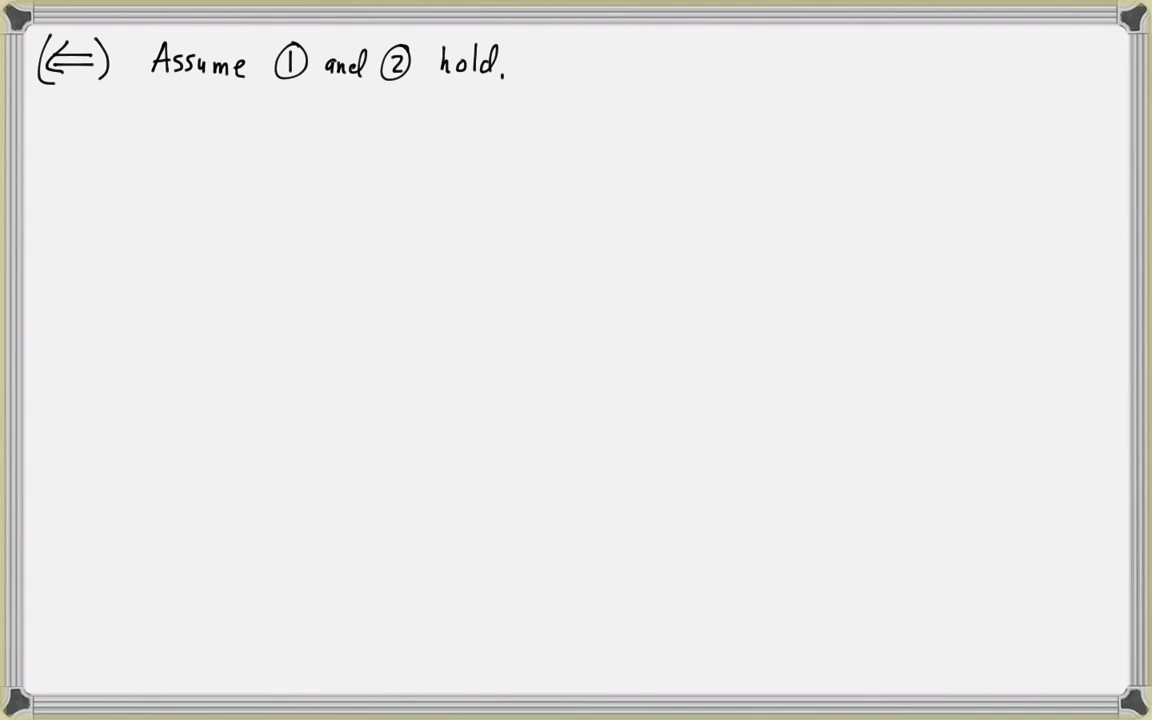 (⇐) Assume ① and ② hold.